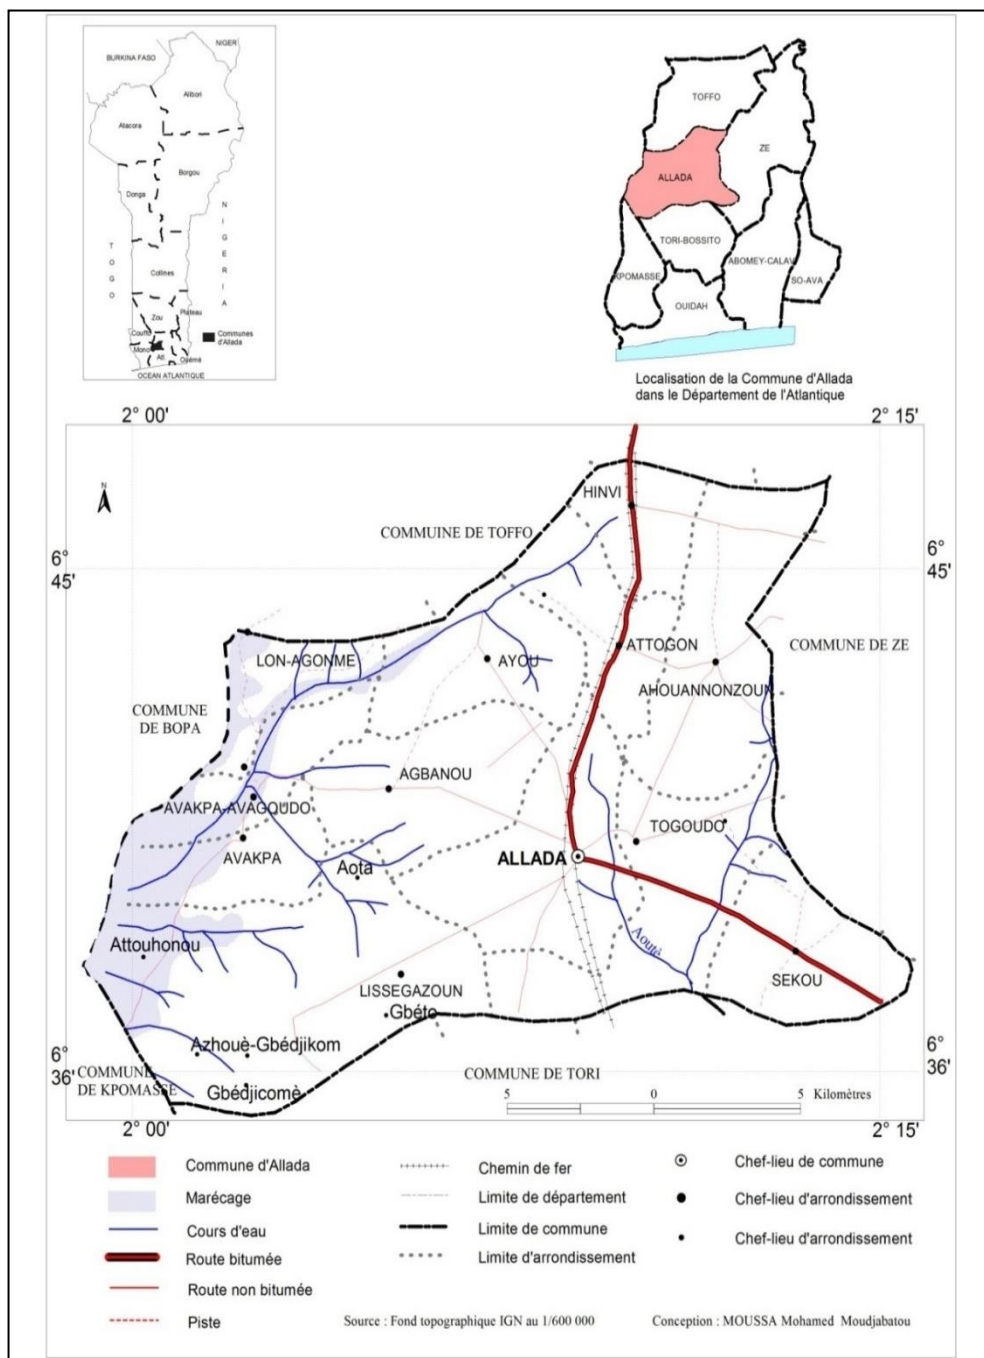 BURKINA FASO
NIGER
Alibori
Atacora
Borgou
Donga
N
I
G
E
R
I
A
T
O
G
O
Collines
Zou
Plateau
Couffo
Mono
Atl.
Ouémé
Communes
d'Allada
OCEAN ATLANTIQUE
TOFFO
ZE
ALLADA
TORI-BOSSITO
KPOMASSE
ABOMEY-CALAV
SO-AVA
OUIDAH
Localisation de la Commune d'Allada
dans le Département de l'Atlantique
2° 00'
2° 15'
N
HINVI
COMMUINE DE TOFFO
6°
45'
6°
45'
LON-AGONME
AYOU
ATTOGON
COMMUNE DE ZE
AHOUANNONZOUN
COMMUNE
DE BOPA
AGBANOU
AVAKPA-AVAGOUDO
TOGOUDO
AVAKPA
Aota
ALLADA
Attouhonou
Aoutè
SEKOU
LISSEGAZOUN
Gbéto
Azhouè-Gbédjikom
6°
36'
6°
36'
COMMUNE
DE KPOMASSE
Gbédjicomè
COMMUNE DE TORI
5 0 5 Kilomètres
2° 00'
2° 15'
Commune d'Allada
Marécage
Cours d'eau
Route bitumée
Route non bitumée
Piste
Chemin de fer
Limite de département
Limite de commune
Limite d'arrondissement
Chef-lieu de commune
Chef-lieu d'arrondissement
Chef-lieu d'arrondissement
Source : Fond topographique IGN au 1/600 000
Conception : MOUSSA Mohamed Moudjabatou